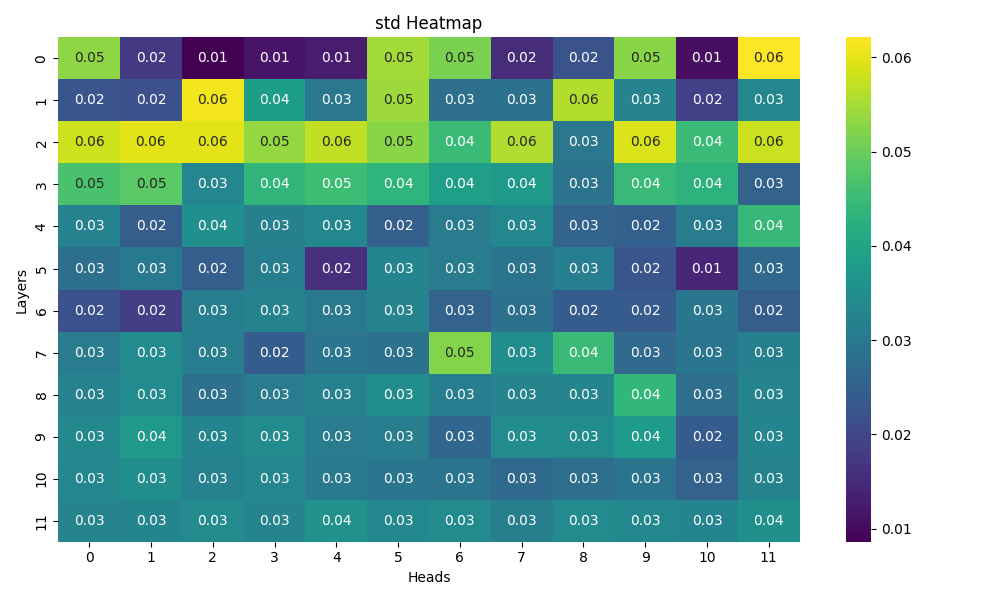 std Heatmap
0 0.05 0.02 0.01 0.01 0.01 0.05 0.05 0.02 0.02 0.05 0.01 0.06
1 0.02 0.02 0.06 0.04 0.03 0.05 0.03 0.03 0.06 0.03 0.02 0.03
2 0.06 0.06 0.06 0.05 0.06 0.05 0.04 0.06 0.03 0.06 0.04 0.06
3 0.05 0.05 0.03 0.04 0.05 0.04 0.04 0.04 0.03 0.04 0.04 0.03
4 0.03 0.02 0.04 0.03 0.03 0.02 0.03 0.03 0.03 0.02 0.03 0.04
5 0.03 0.03 0.02 0.03 0.02 0.03 0.03 0.03 0.03 0.02 0.01 0.03
6 0.02 0.02 0.03 0.03 0.03 0.03 0.03 0.03 0.02 0.02 0.03 0.02
7 0.03 0.03 0.03 0.02 0.03 0.03 0.05 0.03 0.04 0.03 0.03 0.03
8 0.03 0.03 0.03 0.03 0.03 0.03 0.03 0.03 0.03 0.04 0.03 0.03
9 0.03 0.04 0.03 0.03 0.03 0.03 0.03 0.03 0.03 0.04 0.02 0.03
10 0.03 0.03 0.03 0.03 0.03 0.03 0.03 0.03 0.03 0.03 0.03 0.03
11 0.03 0.03 0.03 0.03 0.04 0.03 0.03 0.03 0.03 0.03 0.03 0.04
0 1 2 3 4 5 6 7 8 9 10 11
Heads
Layers
0.06
0.05
0.04
0.03
0.02
0.01